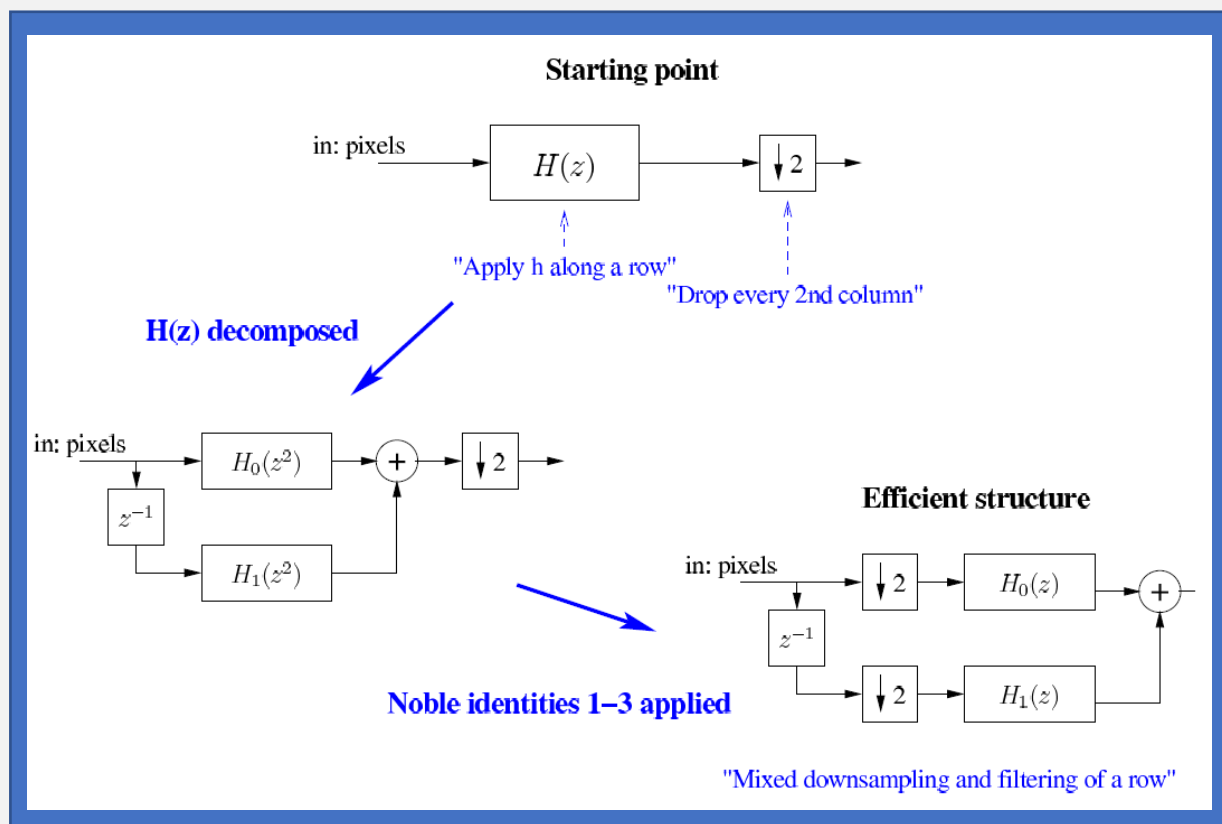 Starting point
in: pixels
H(z)
↓ 2
"Apply h along a row"
"Drop every 2nd column"
H(z) decomposed
in: pixels
H₀(z²)
+
↓ 2
z⁻¹
H₁(z²)
Efficient structure
in: pixels
↓ 2
H₀(z)
+
z⁻¹
↓ 2
H₁(z)
Noble identities 1–3 applied
"Mixed downsampling and filtering of a row"